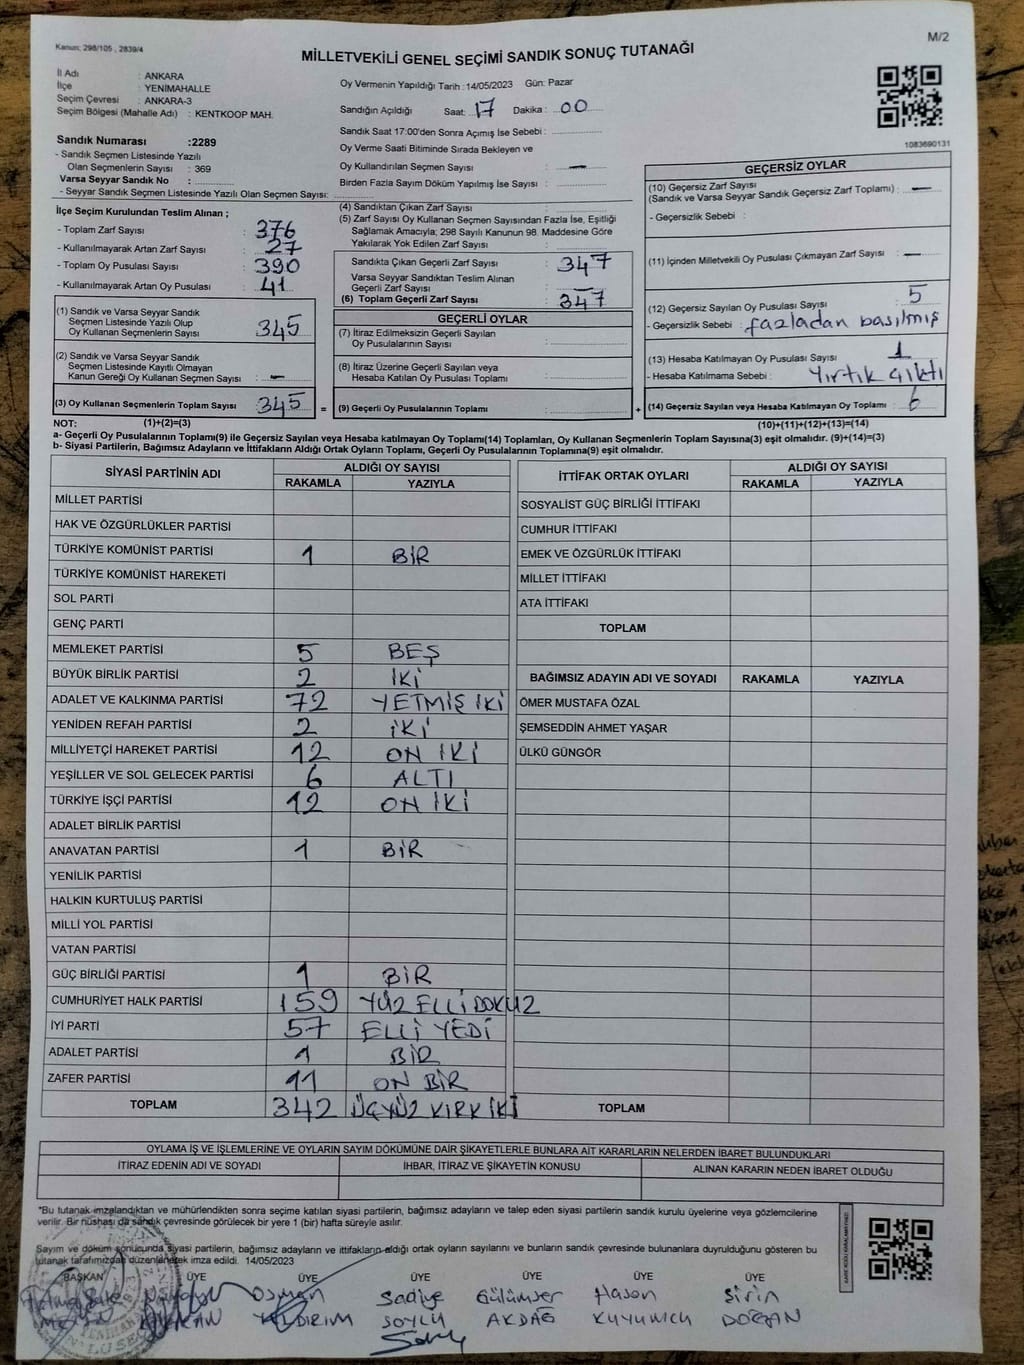 Kanun: 298/105 , 2839/4
M/2
MİLLETVEKİLİ GENEL SEÇİMİ SANDIK SONUÇ TUTANAĞI
İl Adı : ANKARA
İlçe : YENİMAHALLE
Seçim Çevresi : ANKARA-3
Seçim Bölgesi (Mahalle Adı) : KENTKOOP MAH.
Sandık Numarası :2289
- Sandık Seçmen Listesinde Yazılı
Olan Seçmenlerin Sayısı : 369
Varsa Seyyar Sandık No :
- Seyyar Sandık Seçmen Listesinde Yazılı Olan Seçmen Sayısı:
Oy Vermenin Yapıldığı Tarih :14/05/2023 Gün: Pazar
Sandığın Açıldığı Saat: 17 Dakika : 00
Sandık Saat 17:00'den Sonra Açımış İse Sebebi :
Oy Verme Saati Bitiminde Sırada Bekleyen ve
Oy Kullandırılan Seçmen Sayısı : —
Birden Fazla Sayım Döküm Yapılmış İse Sayısı :
1083690131
İlçe Seçim Kurulundan Teslim Alınan ;
- Toplam Zarf Sayısı : 376
- Kullanılmayarak Artan Zarf Sayısı : 27
- Toplam Oy Pusulası Sayısı : 390
- Kullanılmayarak Artan Oy Pusulası : 41
(1) Sandık ve Varsa Seyyar Sandık
Seçmen Listesinde Yazılı Olup
Oy Kullanan Seçmenlerin Sayısı : 345
(2) Sandık ve Varsa Seyyar Sandık
Seçmen Listesinde Kayıtlı Olmayan
Kanun Gereği Oy Kullanan Seçmen Sayısı : —
(3) Oy Kullanan Seçmenlerin Toplam Sayısı 345 =
(4) Sandıktan Çıkan Zarf Sayısı :
(5) Zarf Sayısı Oy Kullanan Seçmen Sayısından Fazla İse, Eşitliği
Sağlamak Amacıyla; 298 Sayılı Kanunun 98. Maddesine Göre
Yakılarak Yok Edilen Zarf Sayısı :
Sandıkta Çıkan Geçerli Zarf Sayısı : 347
Varsa Seyyar Sandıktan Teslim Alınan
Geçerli Zarf Sayısı : —
(6) Toplam Geçerli Zarf Sayısı : 347
GEÇERLİ OYLAR
(7) İtiraz Edilmeksizin Geçerli Sayılan
Oy Pusulalarının Sayısı :
(8) İtiraz Üzerine Geçerli Sayılan veya
Hesaba Katılan Oy Pusulası Toplamı :
(9) Geçerli Oy Pusulalarının Toplamı : +
GEÇERSİZ OYLAR
(10) Geçersiz Zarf Sayısı
(Sandık ve Varsa Seyyar Sandık Geçersiz Zarf Toplamı) : —
- Geçersizlik Sebebi :
(11) İçinden Milletvekili Oy Pusulası Çıkmayan Zarf Sayısı : —
(12) Geçersiz Sayılan Oy Pusulası Sayısı : 5
- Geçersizlik Sebebi : fazladan basılmış
(13) Hesaba Katılmayan Oy Pusulası Sayısı : 1
- Hesaba Katılmama Sebebi : Yırtık çıktı
(14) Geçersiz Sayılan veya Hesaba Katılmayan Oy Toplamı : 6
NOT: (1)+(2)=(3) (10)+(11)+(12)+(13)=(14)
a- Geçerli Oy Pusulalarının Toplamı(9) ile Geçersiz Sayılan veya Hesaba katılmayan Oy Toplamı(14) Toplamları, Oy Kullanan Seçmenlerin Toplam Sayısına(3) eşit olmalıdır. (9)+(14)=(3)
b- Siyasi Partilerin, Bağımsız Adayların ve İttifakların Aldığı Ortak Oyların Toplamı, Geçerli Oy Pusulalarının Toplamına(9) eşit olmalıdır.
SİYASİ PARTİNİN ADI ALDIĞI OY SAYISI
RAKAMLA YAZIYLA
MİLLET PARTİSİ
HAK VE ÖZGÜRLÜKLER PARTİSİ
TÜRKİYE KOMÜNİST PARTİSİ 1 BİR
TÜRKİYE KOMÜNİST HAREKETİ
SOL PARTİ
GENÇ PARTİ
MEMLEKET PARTİSİ 5 BEŞ
BÜYÜK BİRLİK PARTİSİ 2 İKİ
ADALET VE KALKINMA PARTİSİ 72 YETMİŞ İKİ
YENİDEN REFAH PARTİSİ 2 İKİ
MİLLİYETÇİ HAREKET PARTİSİ 12 ON İKİ
YEŞİLLER VE SOL GELECEK PARTİSİ 6 ALTI
TÜRKİYE İŞÇİ PARTİSİ 12 ON İKİ
ADALET BİRLİK PARTİSİ
ANAVATAN PARTİSİ 1 BİR
YENİLİK PARTİSİ
HALKIN KURTULUŞ PARTİSİ
MİLLİ YOL PARTİSİ
VATAN PARTİSİ
GÜÇ BİRLİĞİ PARTİSİ 1 BİR
CUMHURİYET HALK PARTİSİ 159 YÜZ ELLİ DOKUZ
İYİ PARTİ 57 ELLİ YEDİ
ADALET PARTİSİ 1 BİR
ZAFER PARTİSİ 11 ON BİR
TOPLAM 342 ÜÇYÜZ KIRK İKİ
İTTİFAK ORTAK OYLARI ALDIĞI OY SAYISI
RAKAMLA YAZIYLA
SOSYALİST GÜÇ BİRLİĞİ İTTİFAKI
CUMHUR İTTİFAKI
EMEK VE ÖZGÜRLÜK İTTİFAKI
MİLLET İTTİFAKI
ATA İTTİFAKI
TOPLAM
BAĞIMSIZ ADAYIN ADI VE SOYADI RAKAMLA YAZIYLA
ÖMER MUSTAFA ÖZAL
ŞEMSEDDİN AHMET YAŞAR
ÜLKÜ GÜNGÖR
TOPLAM
OYLAMA İŞ VE İŞLEMLERİNE VE OYLARIN SAYIM DÖKÜMÜNE DAİR ŞİKAYETLERLE BUNLARA AİT KARARLARIN NELERDEN İBARET BULUNDUKLARI
İTİRAZ EDENİN ADI VE SOYADI İHBAR, İTİRAZ VE ŞİKAYETİN KONUSU ALINAN KARARIN NEDEN İBARET OLDUĞU
*Bu tutanak imzalandıktan ve mühürlendikten sonra seçime katılan siyasi partilerin, bağımsız adayların ve talep eden siyasi partilerin sandık kurulu üyelerine veya gözlemcilerine
verilir. Bir nüshası da sandık çevresinde görülecek bir yere 1 (bir) hafta süreyle asılır.
Sayım ve döküm sonucunda siyasi partilerin, bağımsız adayların ve ittifakların aldığı ortak oyların sayılarını ve bunların sandık çevresinde bulunanlara duyrulduğunu gösteren bu
tutanak tarafımızdan düzenlenerek imza edildi. 14/05/2023
BAŞKAN ÜYE ÜYE ÜYE ÜYE ÜYE ÜYE
Osman Sadiye Gülümser Hasan Şirin
YILDIRIM SOYLU AKDAĞ KUYUMCU DOĞAN